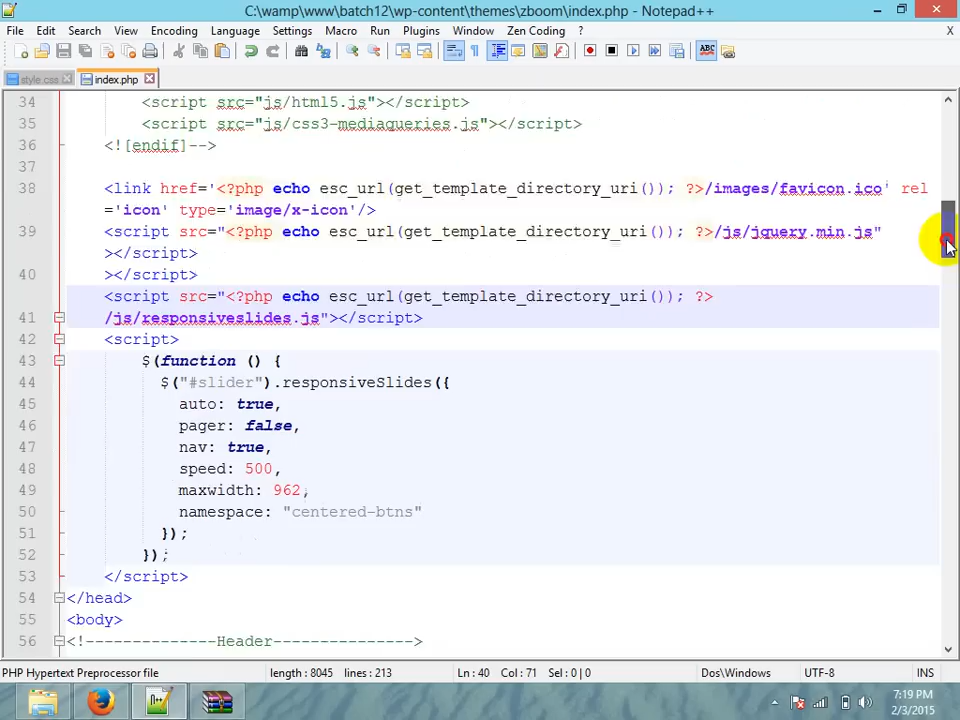 C:\wamp\www\batch12\wp-content\themes\zboom\index.php - Notepad++
File Edit Search View Encoding Language Settings Macro Run Plugins Window Zen Coding ? X
style.css index.php
34 <script src="js/html5.js"></script>
35 <script src="js/css3-mediaqueries.js"></script>
36 <![endif]-->
37
38 <link href='<?php echo esc_url(get_template_directory_uri()); ?>/images/favicon.ico' rel
='icon' type='image/x-icon'/>
39 <script src="<?php echo esc_url(get_template_directory_uri()); ?>/js/jquery.min.js"
></script>
40 ></script>
<script src="<?php echo esc_url(get_template_directory_uri()); ?>
41 /js/responsiveslides.js"></script>
42 <script>
43 $(function () {
44 $("#slider").responsiveSlides({
45 auto: true,
46 pager: false,
47 nav: true,
48 speed: 500,
49 maxwidth: 962,
50 namespace: "centered-btns"
51 });
52 });
53 </script>
54 </head>
55 <body>
56 <!--------------Header--------------->
PHP Hypertext Preprocessor file length : 8045 lines : 213 Ln : 40 Col : 71 Sel : 0 | 0 Dos\Windows UTF-8 INS
7:19 PM
2/3/2015